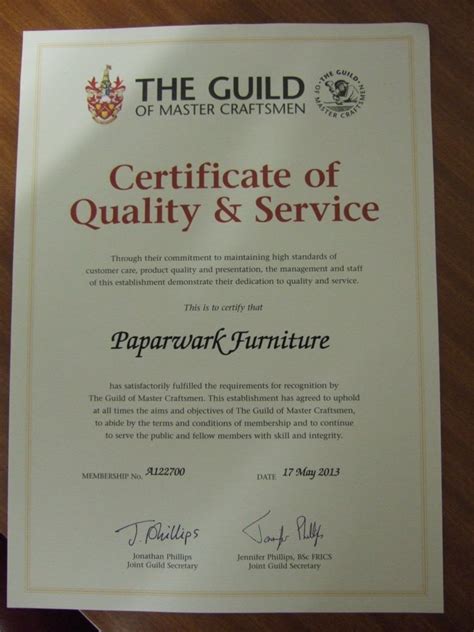 THE GUILD
OF MASTER CRAFTSMEN
THE GUILD
OF MASTER CRAFTSMEN
Certificate of
Quality & Service
Through their commitment to maintaining high standards of
customer care, product quality and presentation, the management and staff
of this establishment demonstrate their dedication to quality and service.
This is to certify that
Paparwark Furniture
has satisfactorily fulfilled the requirements for recognition by
The Guild of Master Craftsmen. This establishment has agreed to uphold
at all times the aims and objectives of The Guild of Master Craftsmen,
to abide by the terms and conditions of membership and to continue
to serve the public and fellow members with skill and integrity.
MEMBERSHIP No. A122700 DATE 17 May 2013
J. Phillips
Jonathan Phillips
Joint Guild Secretary
Jennifer Phillips, BSc FRICS
Joint Guild Secretary